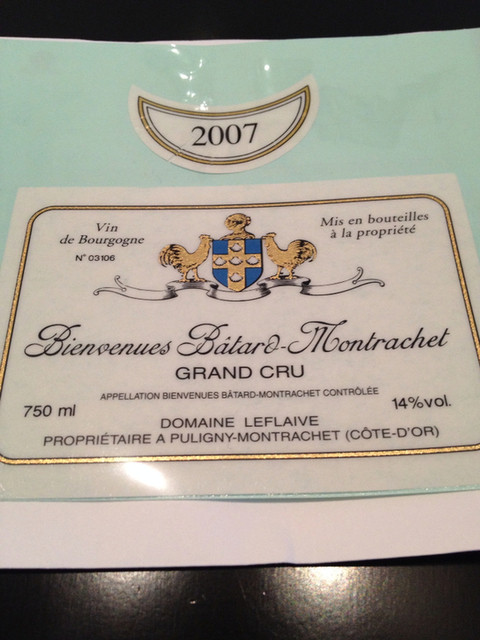 2007
Vin
de Bourgogne
N° 03106
Mis en bouteilles
à la propriété
Bienvenues Bâtard-Montrachet
GRAND CRU
APPELLATION BIENVENUES BÂTARD-MONTRACHET CONTRÔLÉE
750 ml
14%vol.
DOMAINE LEFLAIVE
PROPRIÉTAIRE A PULIGNY-MONTRACHET (CÔTE-D'OR)